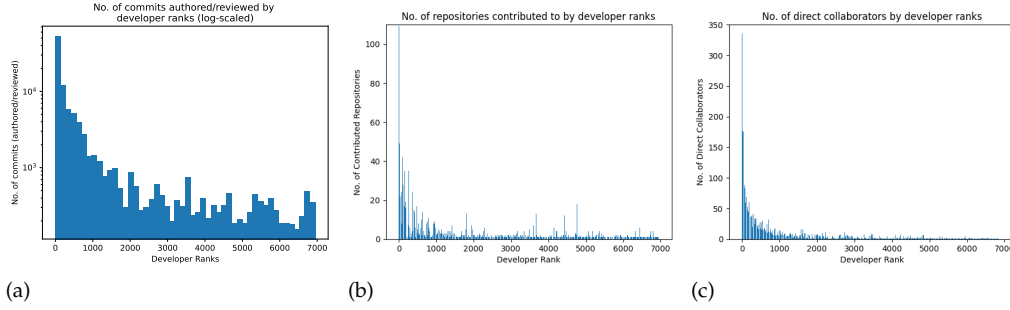 No. of commits authored/reviewed by
developer ranks (log-scaled)
No. of commits (authored/reviewed)
10^4
10^3
0 1000 2000 3000 4000 5000 6000 7000
Developer Ranks
(a)
No. of repositories contributed to by developer ranks
No. of Contributed Repositories
100
80
60
40
20
0
0 1000 2000 3000 4000 5000 6000 7000
Developer Rank
(b)
No. of direct collaborators by developer ranks
No. of Direct Collaborators
350
300
250
200
150
100
50
0
0 1000 2000 3000 4000 5000 6000 7000
Developer Rank
(c)